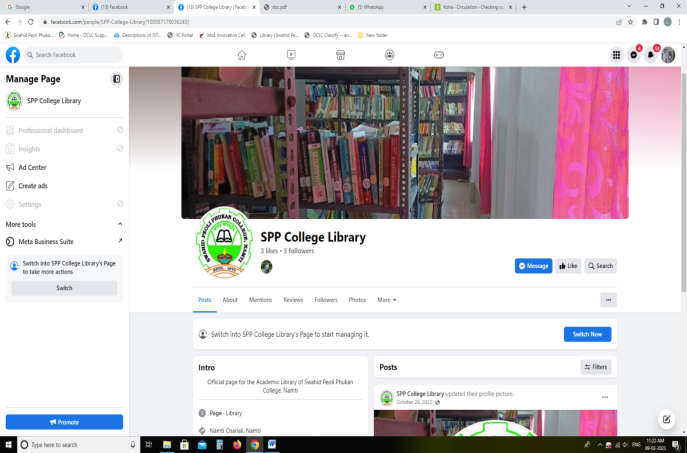 Google
(13) Facebook
(13) SPP College Library | Facebo
doc.pdf
(5) WhatsApp
Koha › Circulation › Checking ou
facebook.com/people/SPP-College-Library/100087178036243/
Swahid Peoli Phuka...
Home - OCLC Supp...
Descriptions of JST...
IIC Portal
MoE Innovation Cell
Library | Swahid Pe...
OCLC Classify -- an...
New folder
Search Facebook
Manage Page
SPP College Library
Professional dashboard
Insights
Ad Center
Create ads
Settings
More tools
Meta Business Suite
Switch into SPP College Library's Page
to take more actions
Switch
Promote
SWAHID PEOLI PHUKAN COLLEGE, NAMTI
SPP College Library
3 likes • 3 followers
Message
Like
Search
Posts
About
Mentions
Reviews
Followers
Photos
More
Switch into SPP College Library's Page to start managing it.
Switch Now
Intro
Official page for the Academic Library of Swahid Peoli Phukan
College, Namti
Page · Library
Namti Chariali, Namti
Posts
Filters
SPP College Library updated their profile picture.
October 28, 2022
Type here to search
ENG
11:22 AM
09-03-2023